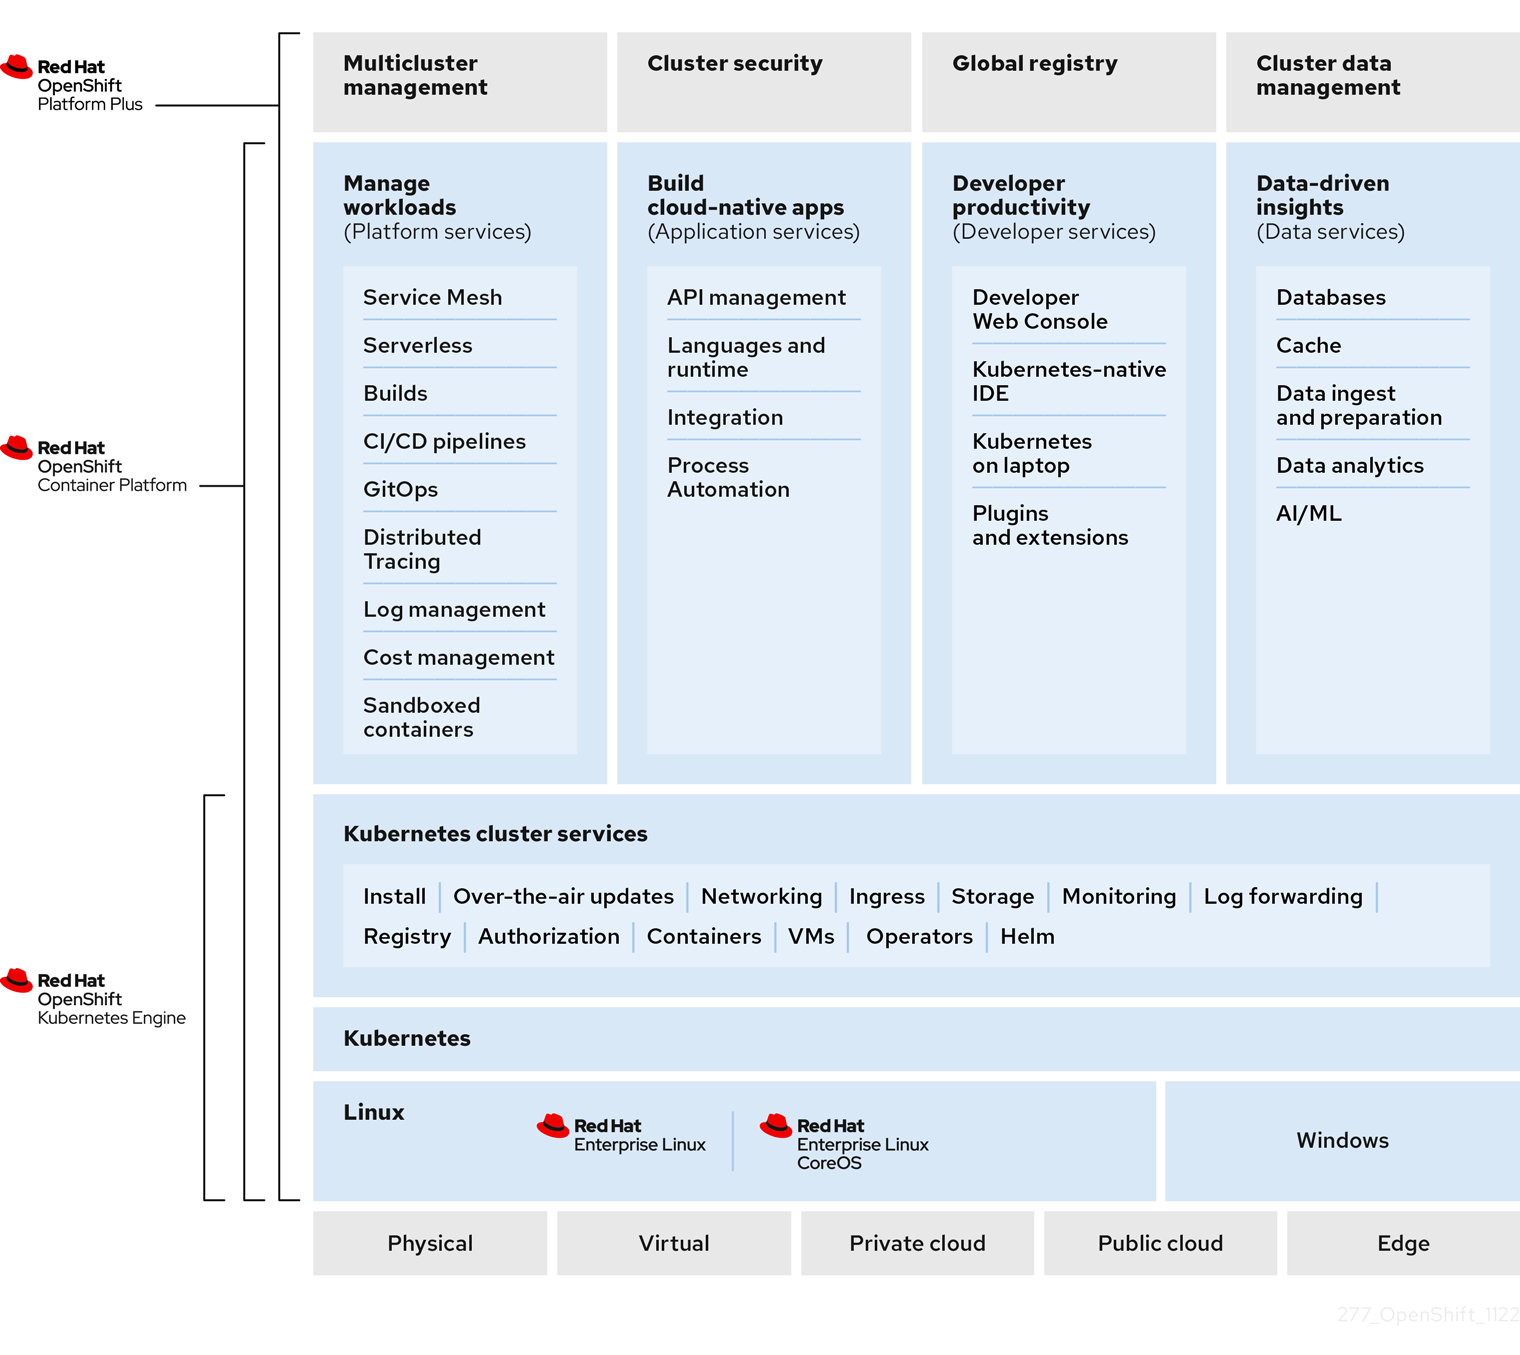 Red Hat
OpenShift
Platform Plus
Multicluster
management
Cluster security
Global registry
Cluster data
management
Red Hat
OpenShift
Container Platform
Manage
workloads
(Platform services)
Service Mesh
Serverless
Builds
CI/CD pipelines
GitOps
Distributed
Tracing
Log management
Cost management
Sandboxed
containers
Build
cloud-native apps
(Application services)
API management
Languages and
runtime
Integration
Process
Automation
Developer
productivity
(Developer services)
Developer
Web Console
Kubernetes-native
IDE
Kubernetes
on laptop
Plugins
and extensions
Data-driven
insights
(Data services)
Databases
Cache
Data ingest
and preparation
Data analytics
AI/ML
Red Hat
OpenShift
Kubernetes Engine
Kubernetes cluster services
Install | Over-the-air updates | Networking | Ingress | Storage | Monitoring | Log forwarding |
Registry | Authorization | Containers | VMs | Operators | Helm
Kubernetes
Linux
Red Hat
Enterprise Linux
Red Hat
Enterprise Linux
CoreOS
Windows
Physical
Virtual
Private cloud
Public cloud
Edge
277_OpenShift_1122